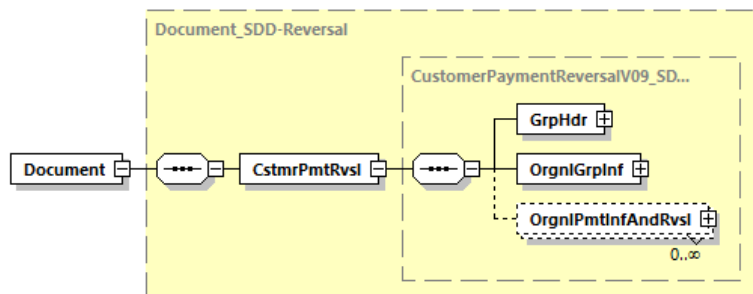 Document_SDD-Reversal
CustomerPaymentReversalV09_SD...
GrpHdr
Document
CstmrPmtRvsl
OrgnlGrpInf
OrgnlPmtInfAndRvsl
0..∞